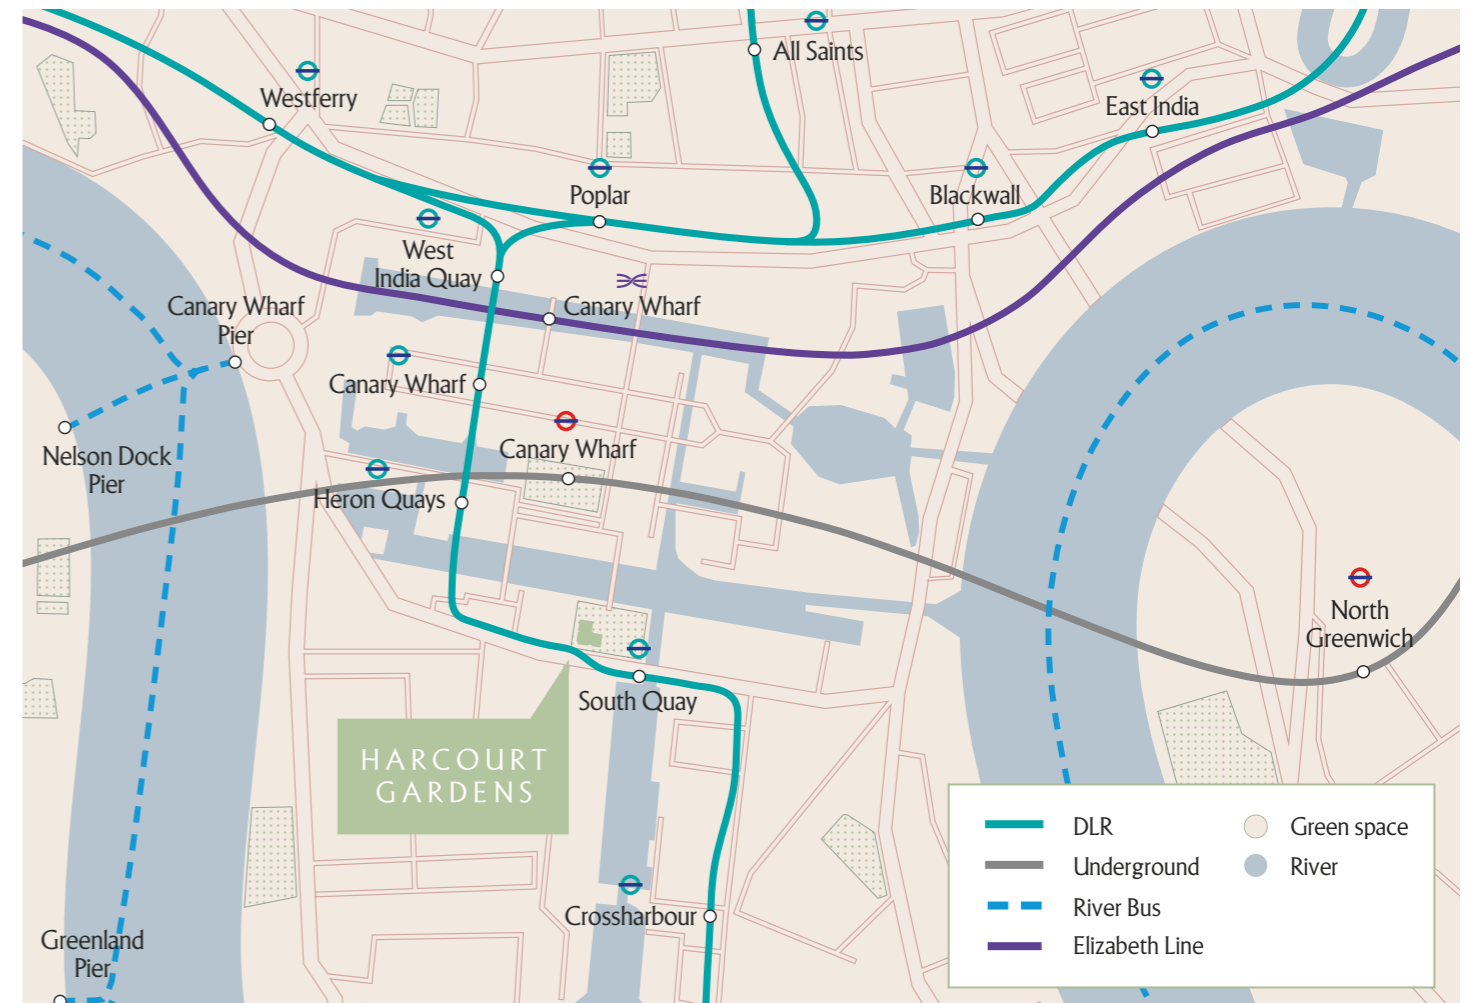 All Saints
Westferry
East India
Poplar
Blackwall
West
India Quay
Canary Wharf
Pier
Canary Wharf
Canary Wharf
Canary Wharf
Nelson Dock
Pier
Heron Quays
North
Greenwich
South Quay
HARCOURT
GARDENS
Crossharbour
Greenland
Pier
DLR
Underground
River Bus
Elizabeth Line
Green space
River